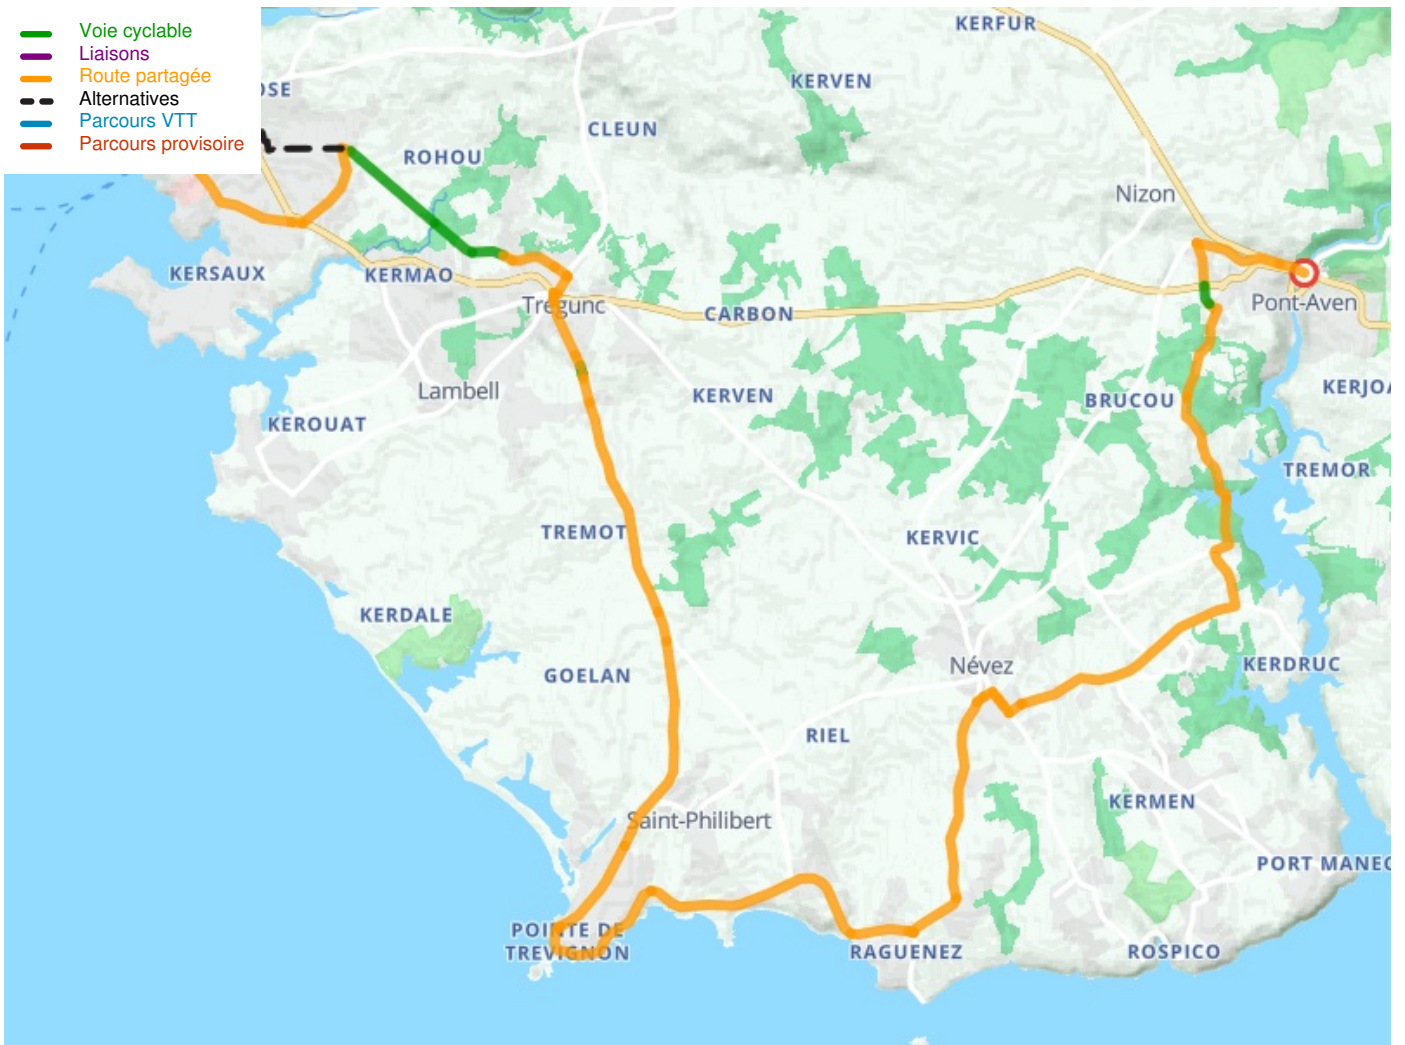 Voie cyclable
Liaisons
Route partagée
Alternatives
Parcours VTT
Parcours provisoire
KERFUR
KERVEN
OSE
CLEUN
ROHOU
Nizon
KERSAUX
KERMAO
Trégunc
CARBON
Pont-Aven
Lambell
KERVEN
BRUCOU
KERJOA
KEROUAT
TREMOR
TREMOT
KERVIC
KERDALE
GOELAN
Névez
KERDRUC
RIEL
KERMEN
Saint-Philibert
PORT MANEC
POINTE DE
TREVIGNON
RAGUENEZ
ROSPICO